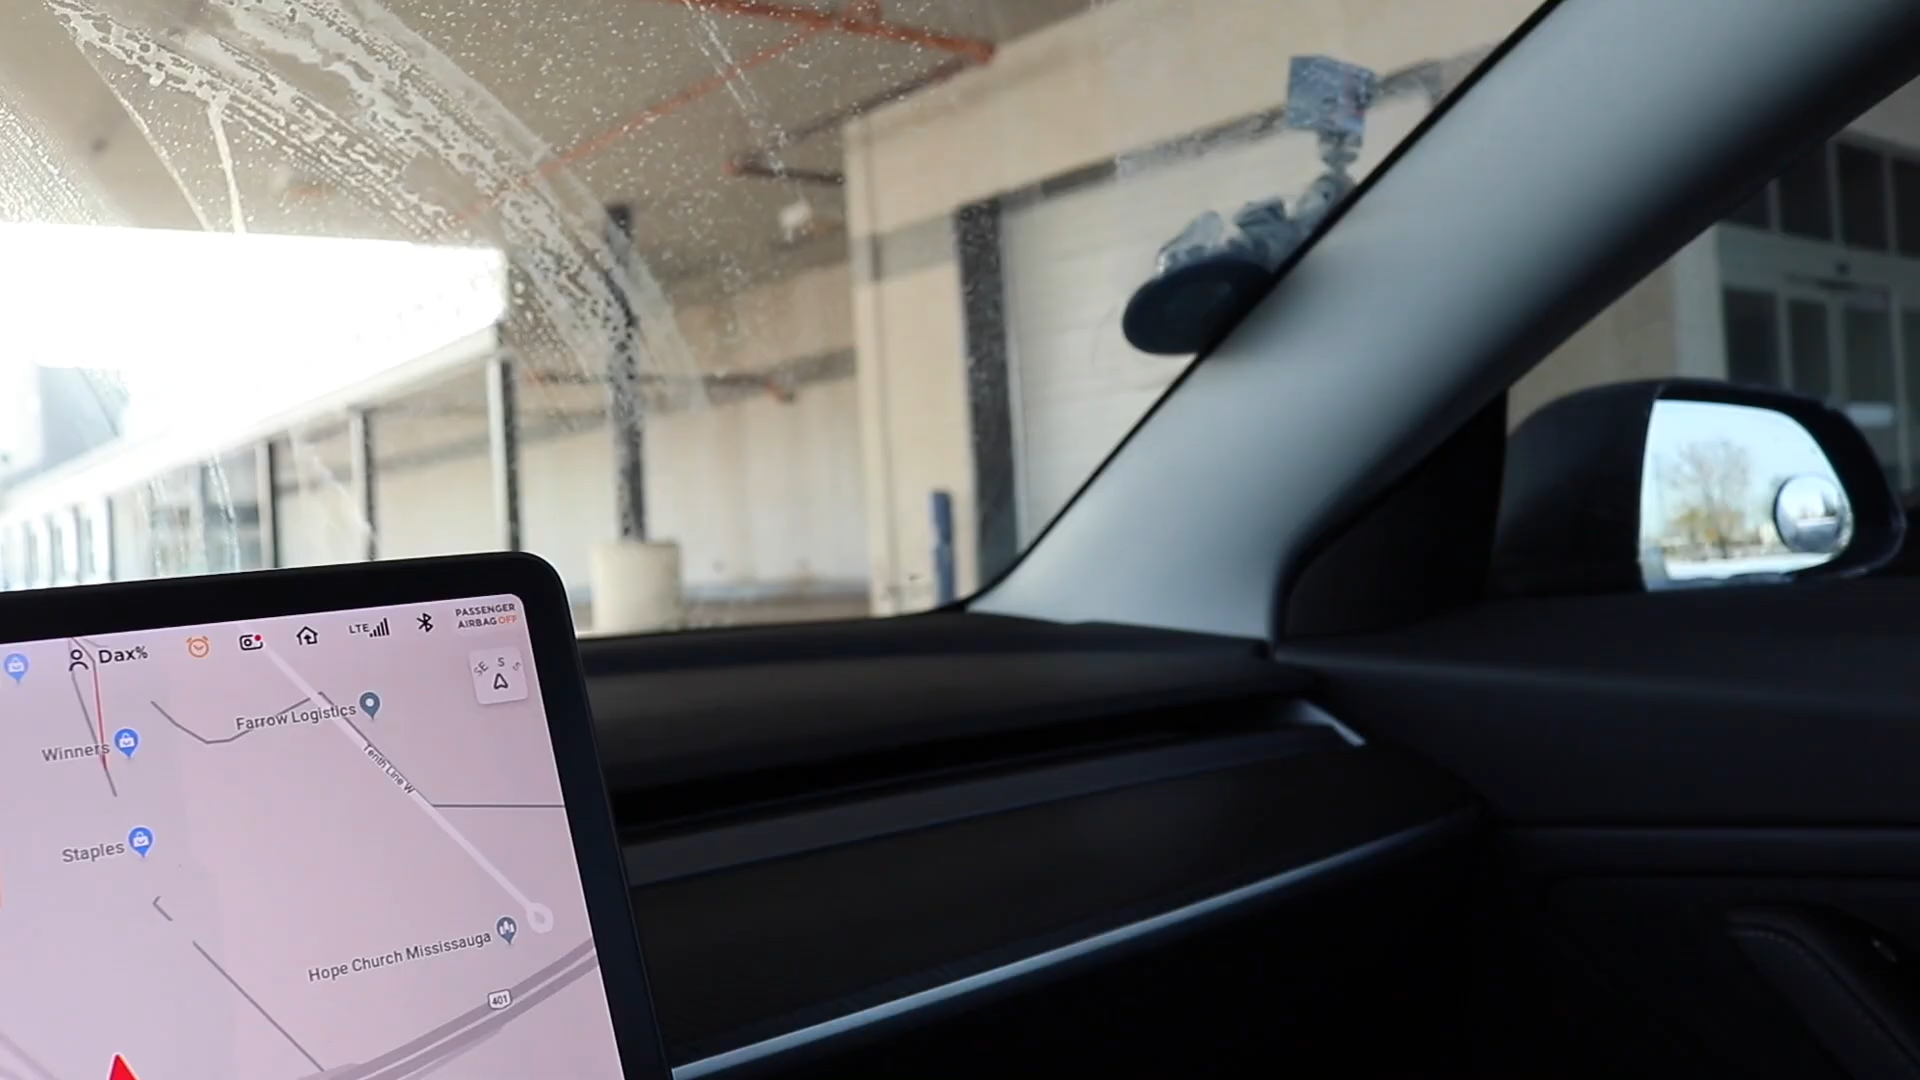 Dax%
LTE
PASSENGER
AIRBAG OFF
SE S
Farrow Logistics
Winners
Tenth Line W
Staples
Hope Church Mississauga
401